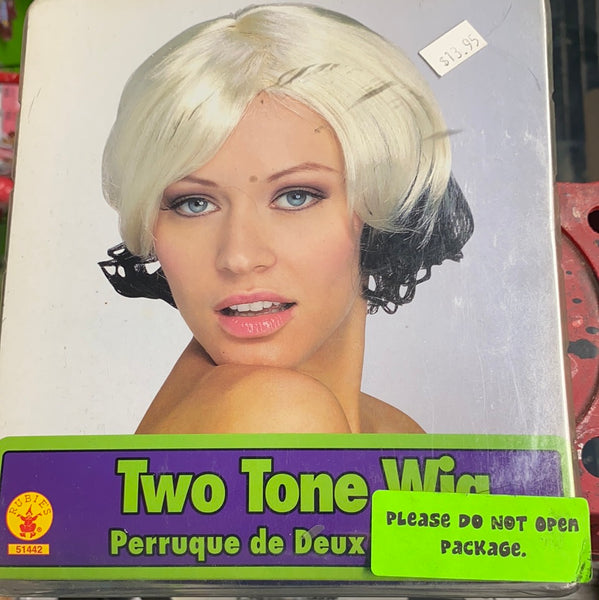 $13.95
Two Tone Wig
Perruque de Deux
RUBIE'S
51442
PLEASE DO NOT OPEN
PACKAGE.